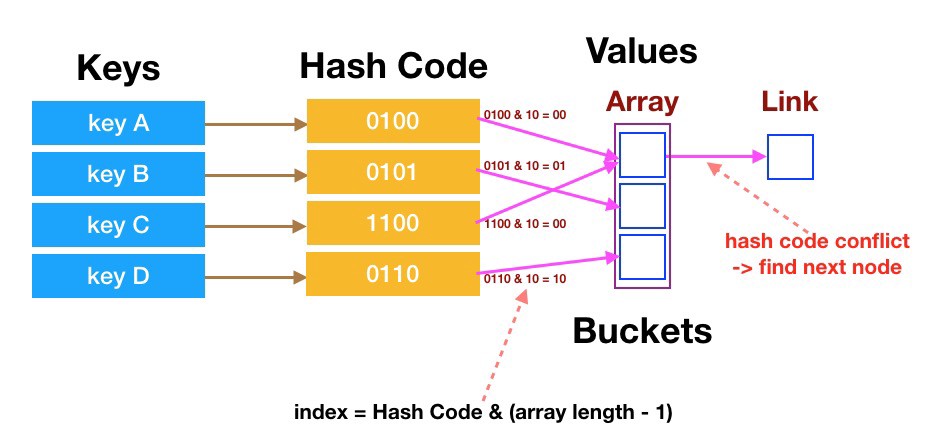 Keys
Hash Code
Values
Array
Link
key A
0100
0100 & 10 = 00
key B
0101
0101 & 10 = 01
key C
1100
1100 & 10 = 00
key D
0110
0110 & 10 = 10
hash code conflict
-> find next node
Buckets
index = Hash Code & (array length - 1)